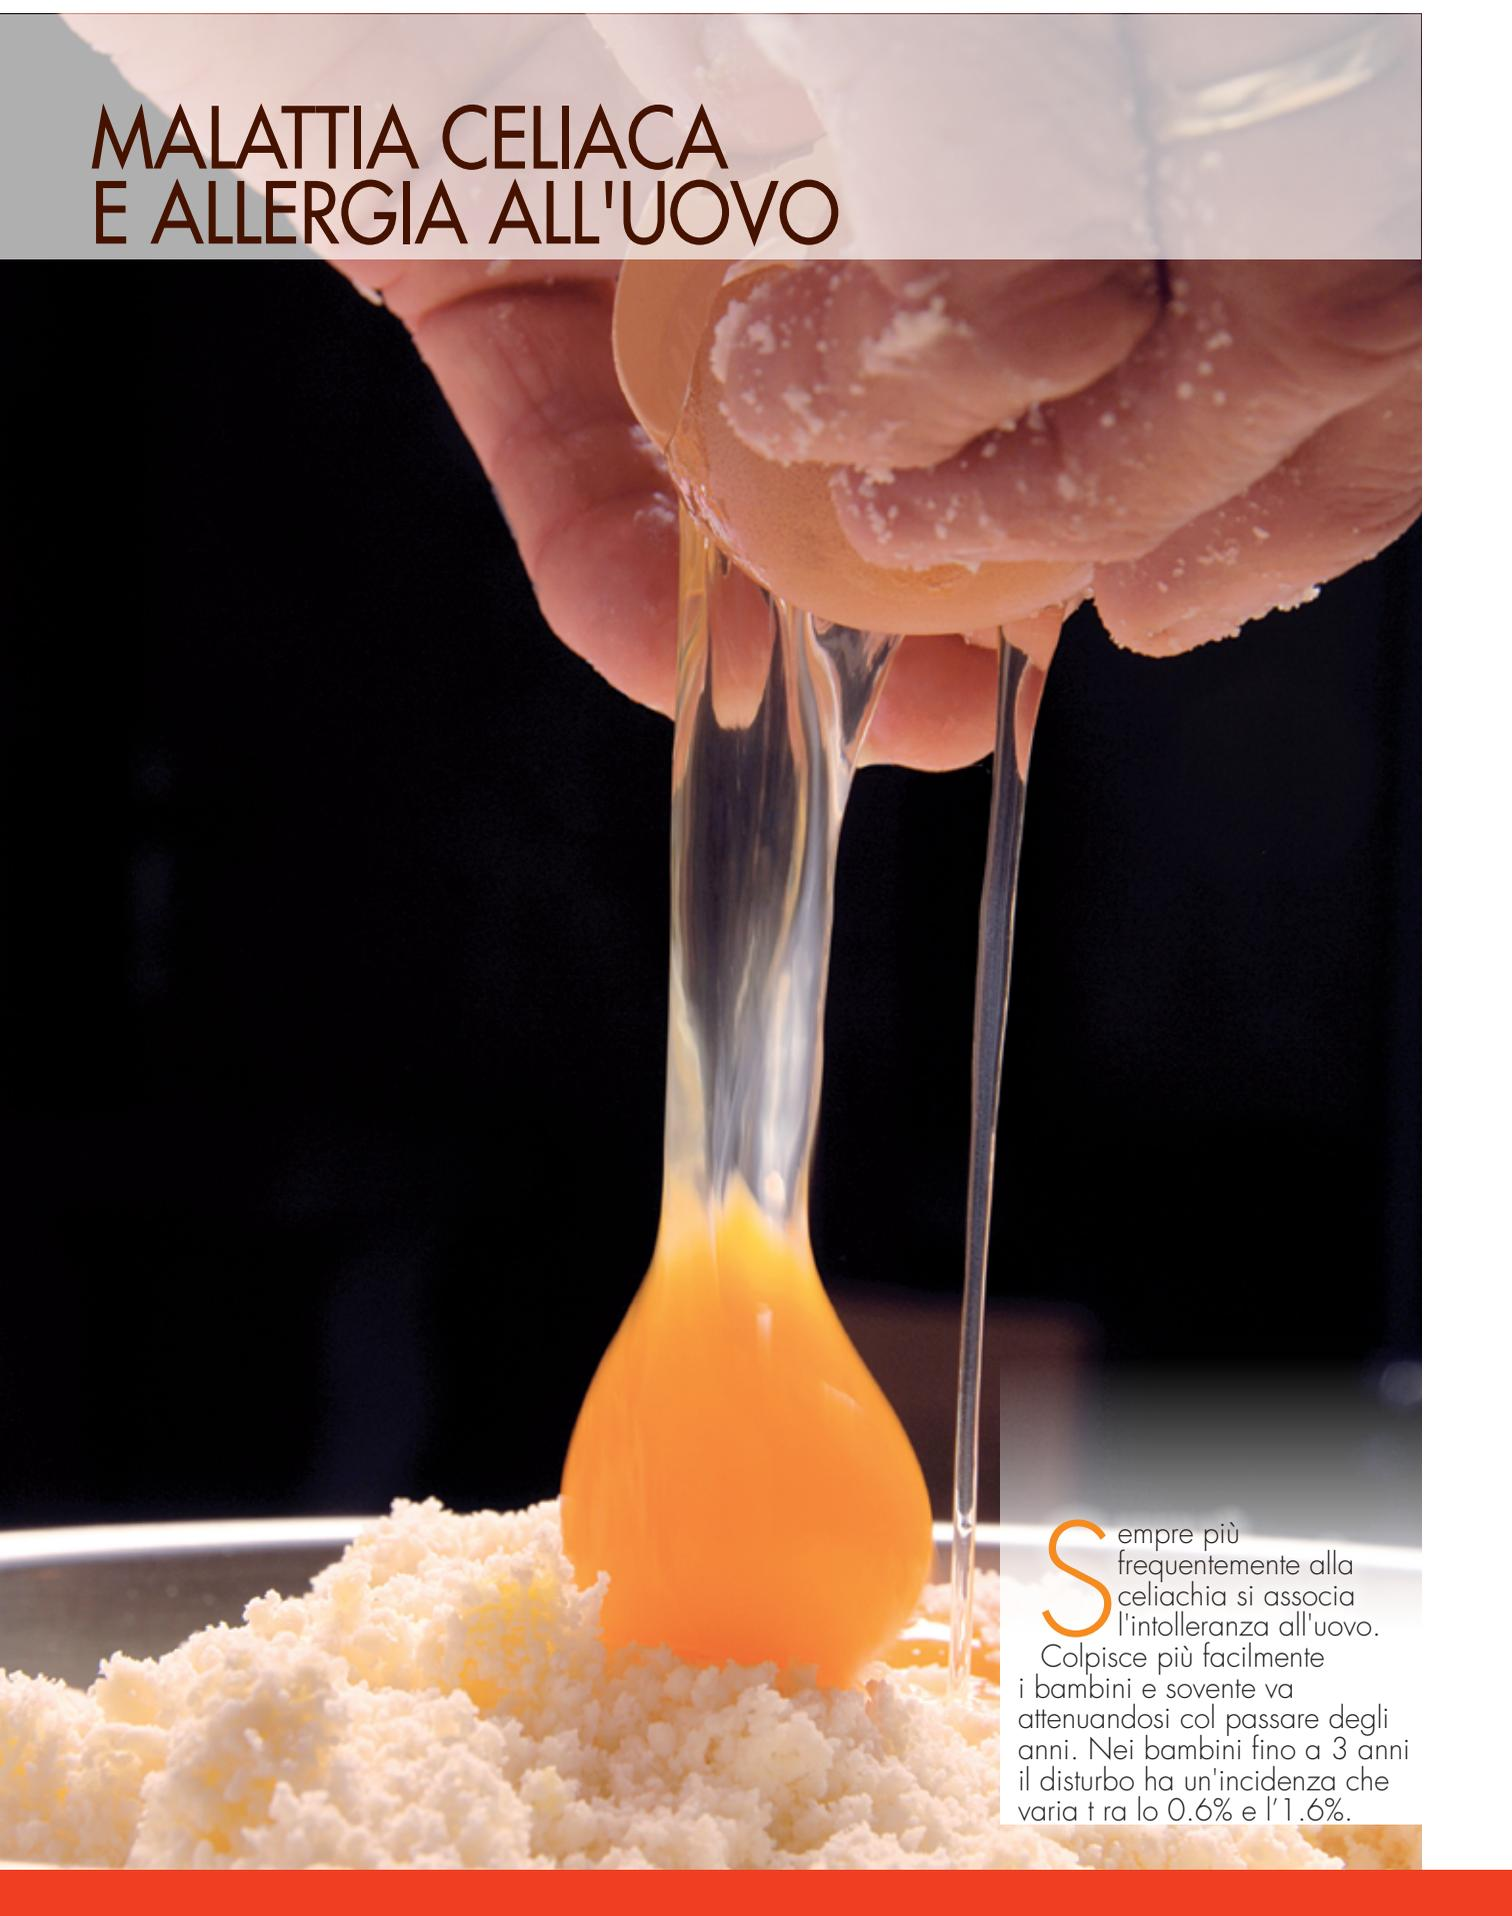 MALATTIA CELIACA
E ALLERGIA ALL'UOVO
Sempre più
frequentemente alla
celiachia si associa
l'intolleranza all'uovo.
Colpisce più facilmente
i bambini e sovente va
attenuandosi col passare degli
anni. Nei bambini fino a 3 anni
il disturbo ha un'incidenza che
varia t ra lo 0.6% e l'1.6%.